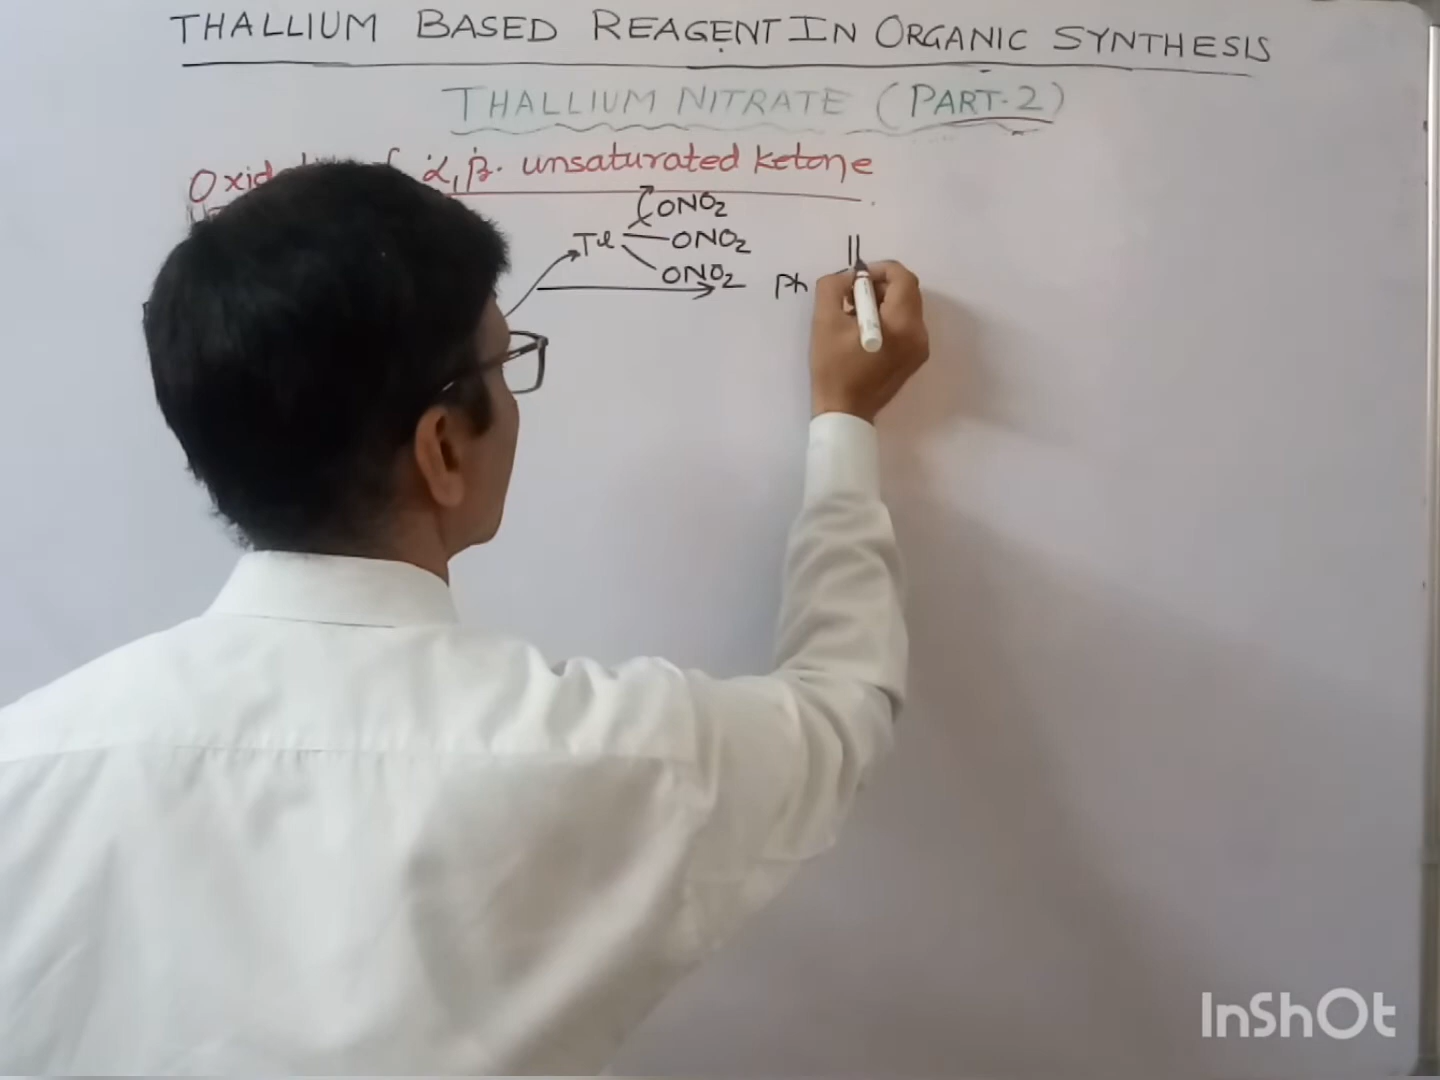 THALLIUM BASED REAGENT IN ORGANIC SYNTHESIS
THALLIUM NITRATE (PART-2)
α,β. unsaturated ketone
ONO2
Tl ONO2
ONO2
Ph
InShOt